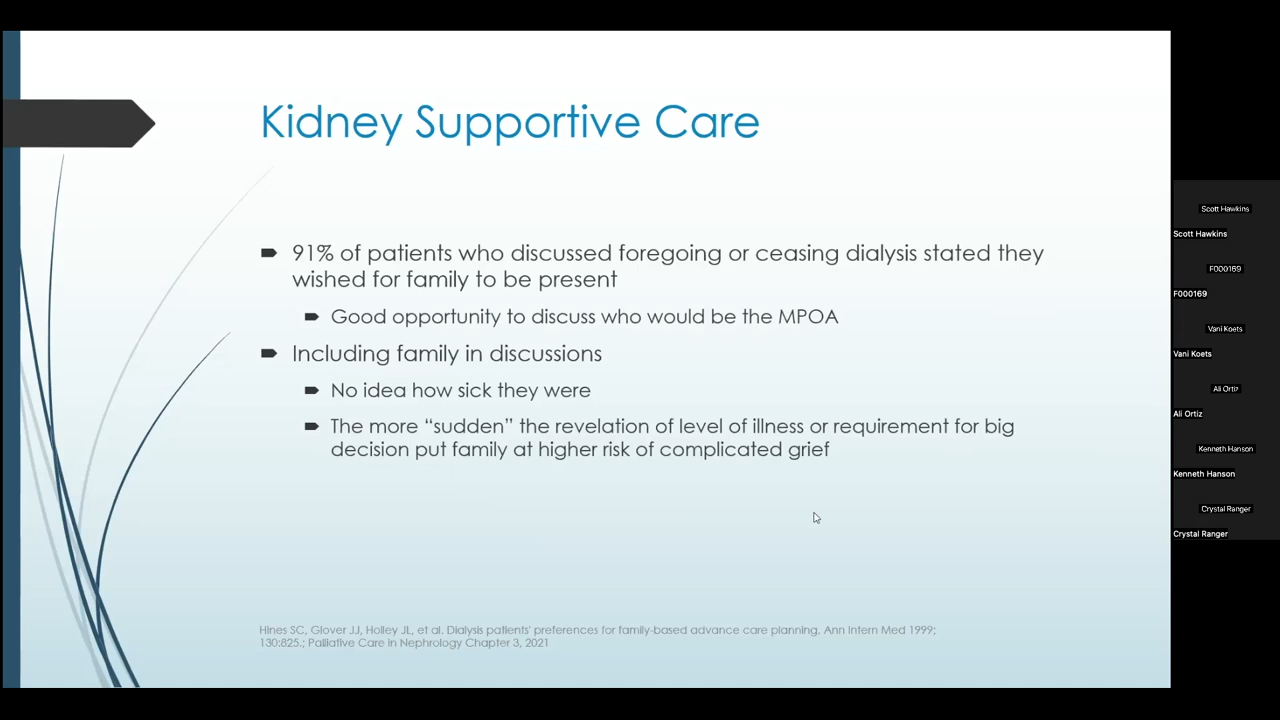 Kidney Supportive Care
91% of patients who discussed foregoing or ceasing dialysis stated they
wished for family to be present
Good opportunity to discuss who would be the MPOA
Including family in discussions
No idea how sick they were
The more “sudden” the revelation of level of illness or requirement for big
decision put family at higher risk of complicated grief
Hines SC, Glover JJ, Holley JL, et al. Dialysis patients' preferences for family-based advance care planning. Ann Intern Med 1999;
130:825.; Palliative Care in Nephrology Chapter 3, 2021
Scott Hawkins
Scott Hawkins
F000169
F000169
Vani Koets
Vani Koets
Ali Ortiz
Ali Ortiz
Kenneth Hanson
Kenneth Hanson
Crystal Ranger
Crystal Ranger